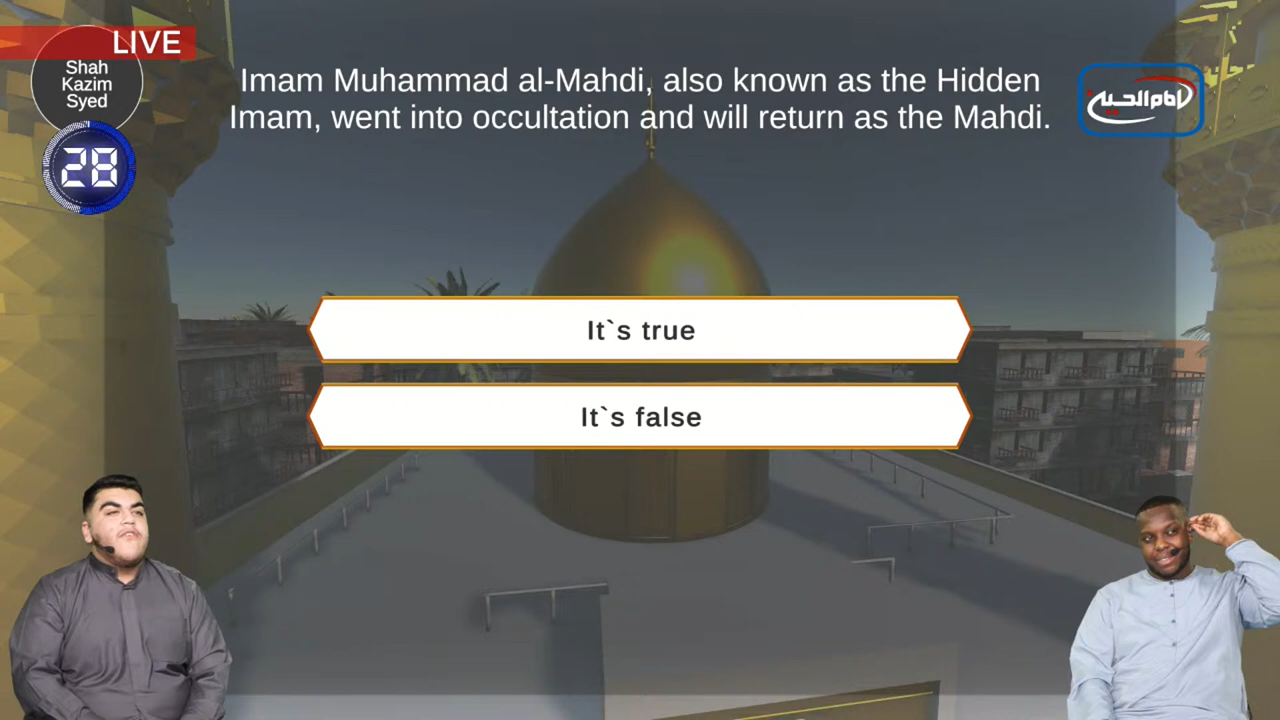 LIVE
Shah
Kazim
Syed
28
Imam Muhammad al-Mahdi, also known as the Hidden
Imam, went into occultation and will return as the Mahdi.
It`s true
It`s false